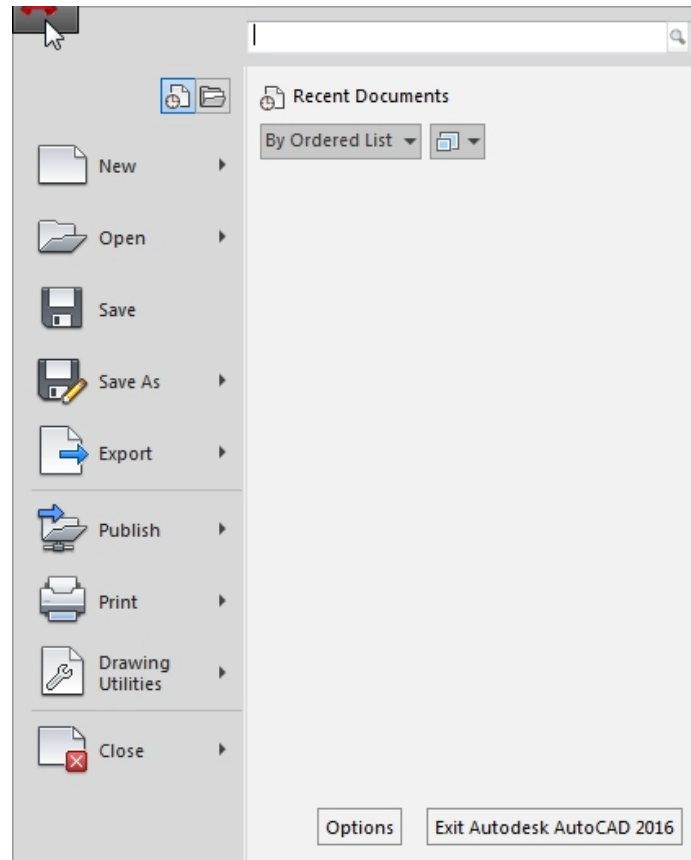 Recent Documents
By Ordered List
New
Open
Save
Save As
Export
Publish
Print
Drawing
Utilities
Close
Options
Exit Autodesk AutoCAD 2016